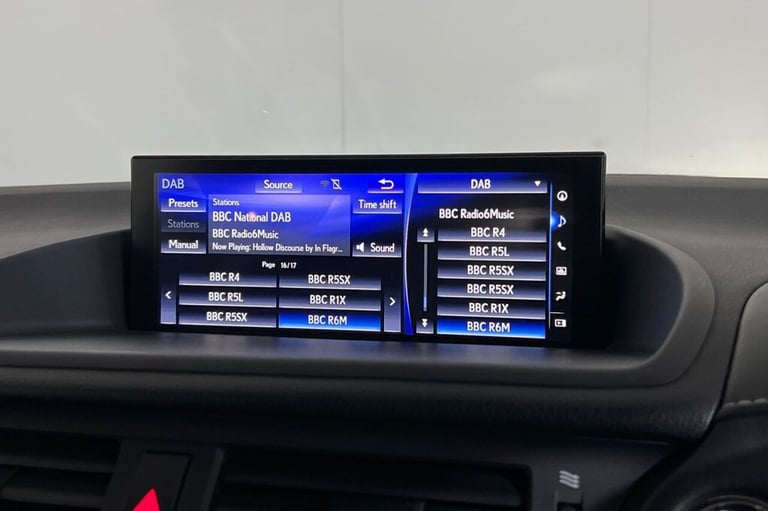 DAB
Source
Presets
Stations
Manual
Stations
BBC National DAB
BBC Radio6Music
Now Playing: Hollow Discourse by In Flagr...
Time shift
Sound
Page 16/17
BBC R4
BBC R5SX
BBC R5L
BBC R1X
BBC R5SX
BBC R6M
DAB
BBC Radio6Music
BBC R4
BBC R5L
BBC R5SX
BBC R5SX
BBC R1X
BBC R6M